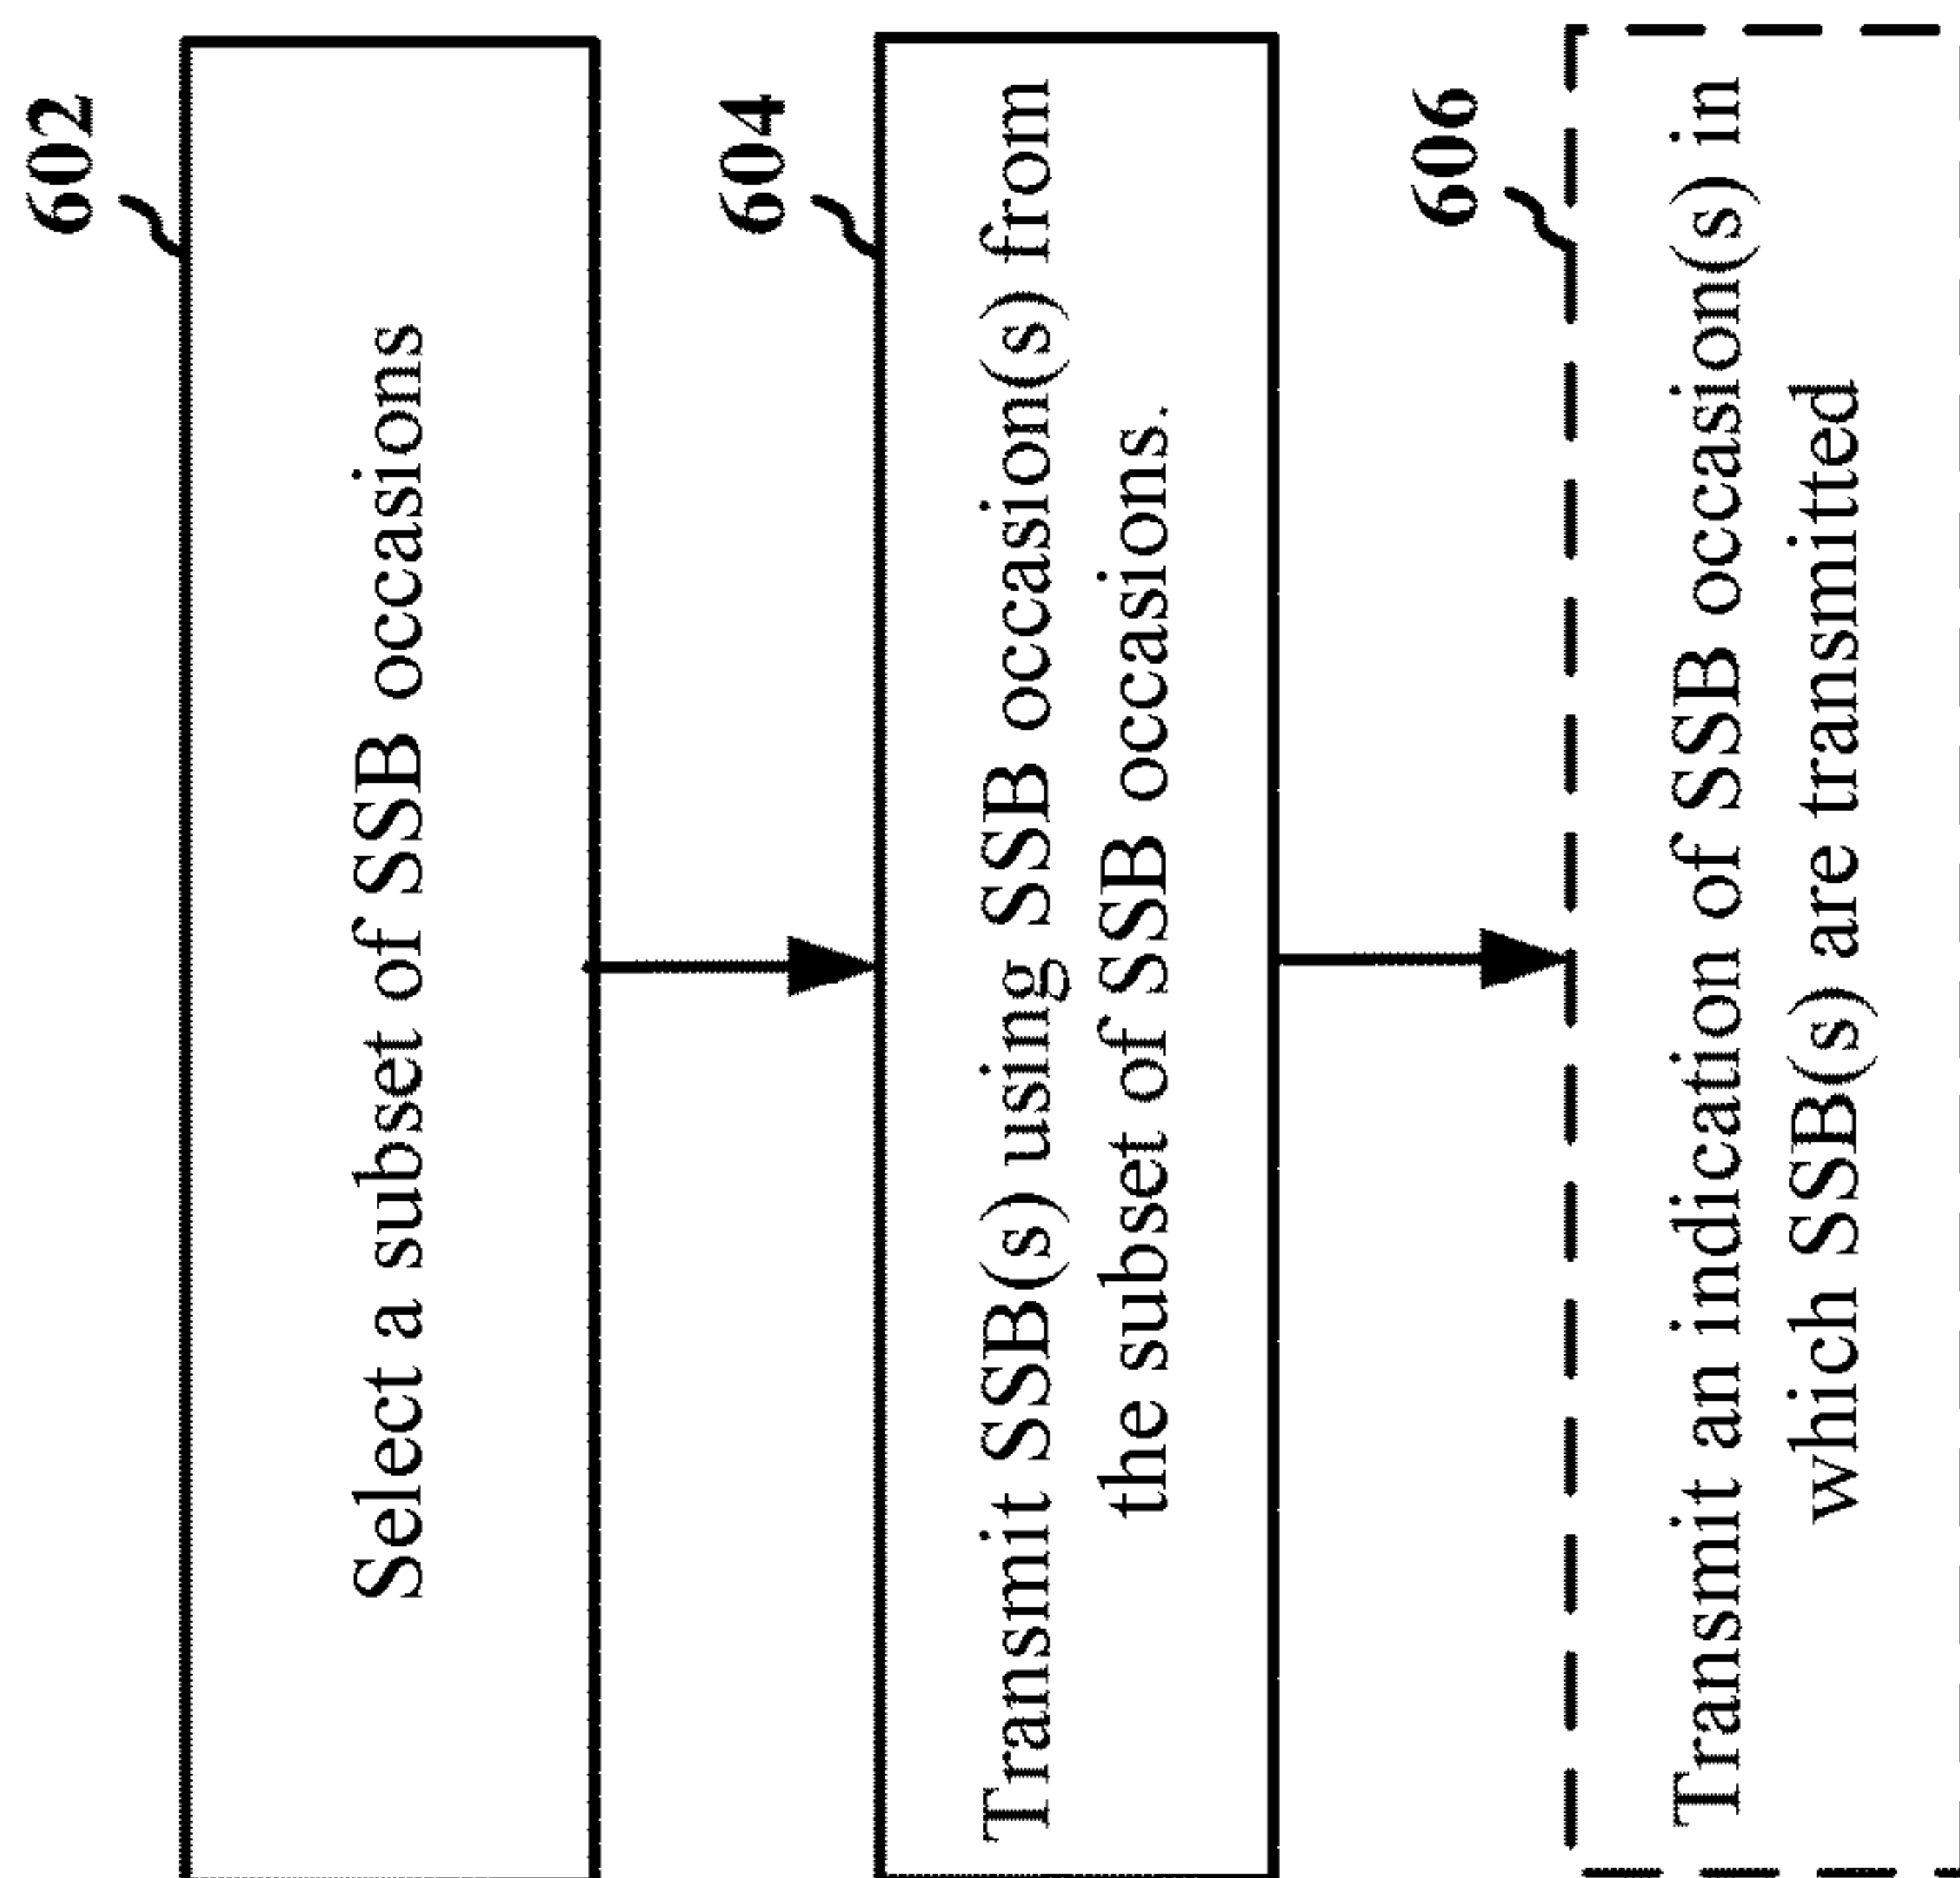 602
Select a subset of SSB occasions
604
Transmit SSB(s) using SSB occasion(s) from
the subset of SSB occasions.
606
Transmit an indication of SSB occasion(s) in
which SSB(s) are transmitted